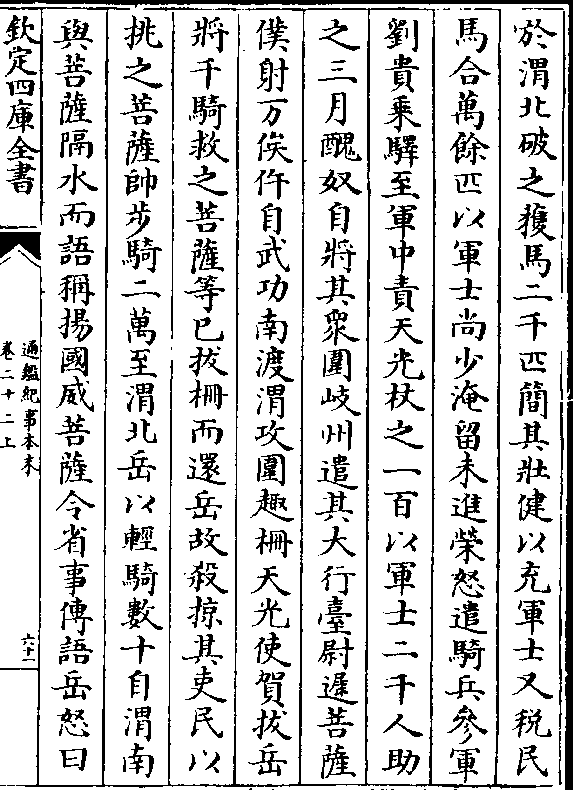 於渭北破之獲馬二千匹簡其壯健以充軍士又税民
馬合萬餘匹以軍士尚少淹留未進榮怒遣騎兵參軍
劉貴乗驛至軍中責天光杖之一百以軍士二千人助
之三月醜奴自將其衆圍岐州遣其大行臺尉遲菩薩
僕射万俟仵自武功南渡渭攻圍趣柵天光使賀拔岳
將千騎救之菩薩等已拔柵而還岳故殺掠其吏民以
挑之菩薩帥步騎二萬至渭北岳以輕騎數十自渭南
與菩薩隔水而語稱揚國威菩薩令省事傳語岳怒曰
欽定四庫全書
通鑑紀事本末
卷二十二上
六十一